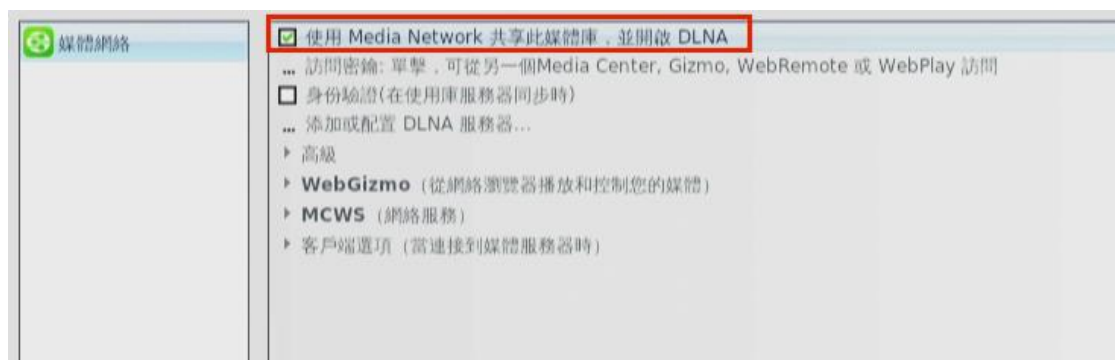 媒體網絡
使用 Media Network 共享此媒體庫，並開啟 DLNA
... 訪問密鑰: 單擊，可從另一個Media Center, Gizmo, WebRemote 或 WebPlay 訪問
身份驗證(在使用庫服務器同步時)
... 添加或配置 DLNA 服務器...
高級
WebGizmo（從網絡瀏覽器播放和控制您的媒體）
MCWS（網絡服務）
客戶端選項（當連接到媒體服務器時）